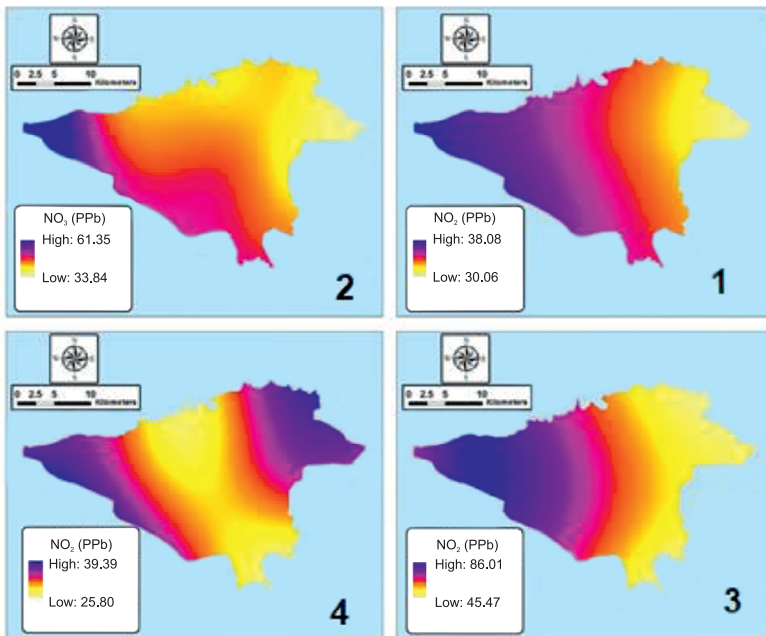 0 2.5 5 10
Kilometers
NO₃ (PPb)
High: 61.35
Low: 33.84
2
0 2.5 5 10
Kilometers
NO₂ (PPb)
High: 38.08
Low: 30.06
1
0 2.5 5 10
Kilometers
NO₂ (PPb)
High: 39.39
Low: 25.80
4
0 2.5 5 10
Kilometers
NO₂ (PPb)
High: 86.01
Low: 45.47
3